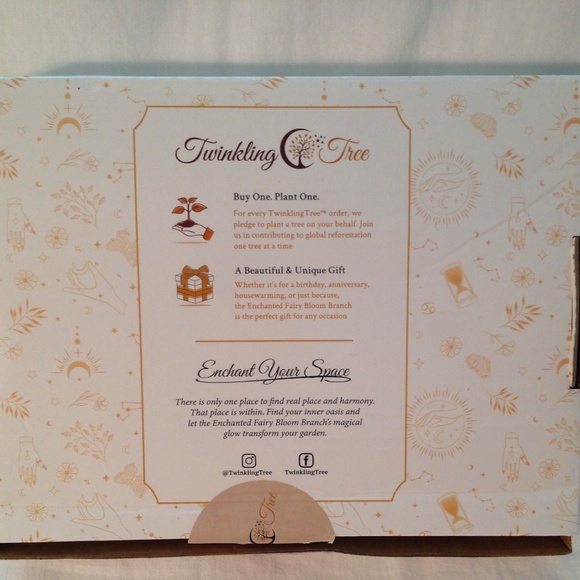 Twinkling Tree
Buy One. Plant One.
For every TwinklingTree™ order, we
pledge to plant a tree on your behalf. Join
us in contributing to global reforestation
one tree at a time
A Beautiful & Unique Gift
Whether it's for a birthday, anniversary,
housewarming, or just because,
the Enchanted Fairy Bloom Branch
is the perfect gift for any occasion
Enchant Your Space
There is only one place to find real place and harmony.
That place is within. Find your inner oasis and
let the Enchanted Fairy Bloom Branch's magical
glow transform your garden.
@TwinklingTree TwinklingTree
Tree